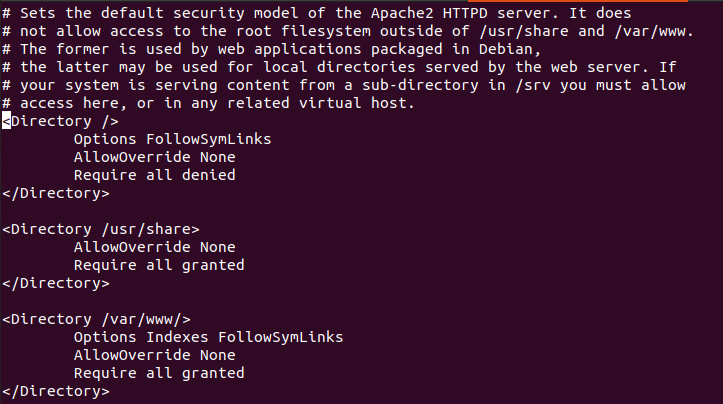 # Sets the default security model of the Apache2 HTTPD server. It does
# not allow access to the root filesystem outside of /usr/share and /var/www.
# The former is used by web applications packaged in Debian,
# the latter may be used for local directories served by the web server. If
# your system is serving content from a sub-directory in /srv you must allow
# access here, or in any related virtual host.
<Directory />
        Options FollowSymLinks
        AllowOverride None
        Require all denied
</Directory>

<Directory /usr/share>
        AllowOverride None
        Require all granted
</Directory>

<Directory /var/www/>
        Options Indexes FollowSymLinks
        AllowOverride None
        Require all granted
</Directory>